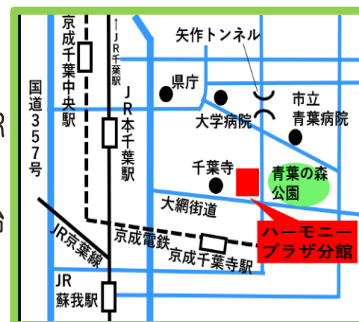 京成千葉中央駅
↑JR千葉駅
矢作トンネル
県庁
大学病院
市立
青葉病院
国道357号
JR本千葉駅
千葉寺
青葉の森
公園
大網街道
ハーモニー
プラザ分館
JR京葉線
京成電鉄
京成千葉寺駅
JR
蘇我駅